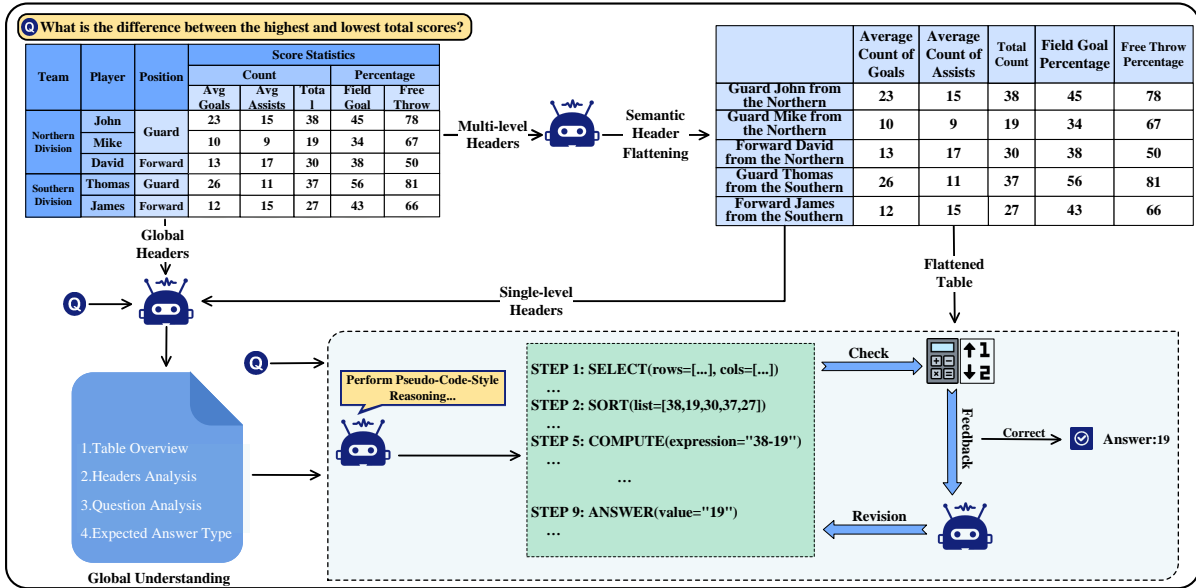 Q What is the difference between the highest and lowest total scores?
Team Player Position Score Statistics
Count Percentage
Avg Goals Avg Assists Total Field Goal Free Throw
Northern Division John Guard 23 15 38 45 78
Mike 10 9 19 34 67
David Forward 13 17 30 38 50
Southern Division Thomas Guard 26 11 37 56 81
James Forward 12 15 27 43 66
Multi-level
Headers
Semantic
Header
Flattening
Average Count of Goals Average Count of Assists Total Count Field Goal Percentage Free Throw Percentage
Guard John from the Northern 23 15 38 45 78
Guard Mike from the Northern 10 9 19 34 67
Forward David from the Northern 13 17 30 38 50
Guard Thomas from the Southern 26 11 37 56 81
Forward James from the Southern 12 15 27 43 66
Global
Headers
Single-level
Headers
Flattened
Table
Q
Q
1.Table Overview
2.Headers Analysis
3.Question Analysis
4.Expected Answer Type
Global Understanding
Perform Pseudo-Code-Style
Reasoning...
STEP 1: SELECT(rows=[...], cols=[...])
...
STEP 2: SORT(list=[38,19,30,37,27])
...
STEP 5: COMPUTE(expression="38-19")
...
...
STEP 9: ANSWER(value="19")
Check
1
2
Feedback
Correct
Answer:19
Revision